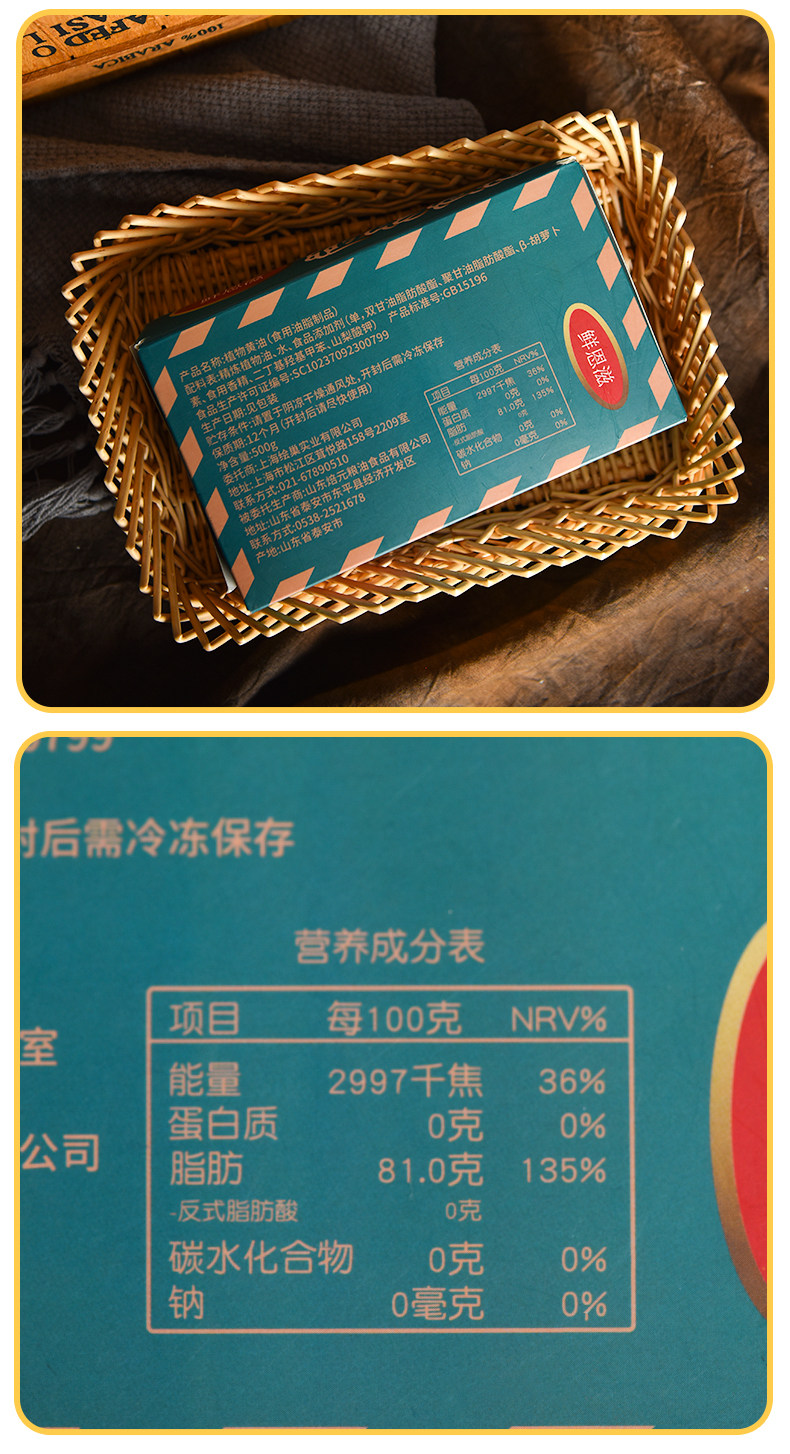 CAFÉ D O
ASI
100% ARABICA
产品名称:植物黄油(食用油脂制品)
配料表:精炼植物油、水、食品添加剂(单,双甘油脂肪酸酯、聚甘油脂肪酸酯、β-胡萝卜
素、食用香精、二丁基羟基甲苯、山梨酸钾) 产品标准号:GB15196
食品生产许可证编号:SC10237092300799
生产日期:见包装
贮存条件:请置于阴凉干燥通风处,开封后需冷冻保存
保质期:12个月(开封后请尽快使用)
净含量:500g
委托商:上海绘巢实业有限公司
地址:上海市松江区茸悦路158号2209室
联系方式:021-67890510
被委托生产商:山东焙元粮油食品有限公司
地址:山东省泰安市东平县经济开发区
联系方式:0538-2521678
产地:山东省泰安市
营养成分表
项目 每100克 NRV%
能量 2997千焦 36%
蛋白质 0克 0%
脂肪 81.0克 135%
-反式脂肪酸 0克
碳水化合物 0克 0%
钠 0毫克 0%
鲜恩滋
封后需冷冻保存
室
公司
营养成分表
项目 每100克 NRV%
能量 2997千焦 36%
蛋白质 0克 0%
脂肪 81.0克 135%
-反式脂肪酸 0克
碳水化合物 0克 0%
钠 0毫克 0%